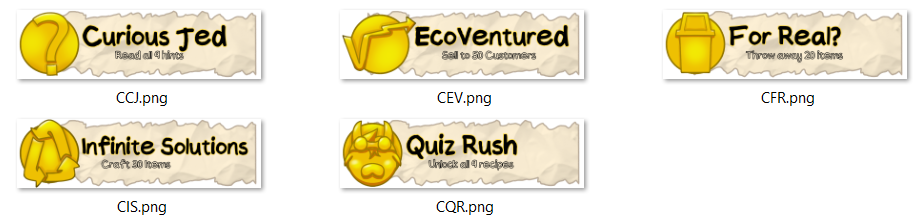 Curious Jed
Read all 4 hints
CCJ.png
EcoVentured
Sell to 50 Customers
CEV.png
For Real?
Throw away 20 items
CFR.png
Infinite Solutions
Craft 30 items
CIS.png
Quiz Rush
Unlock all 4 recipes
CQR.png